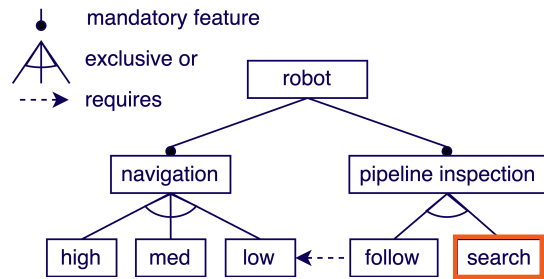 mandatory feature
exclusive or
requires
robot
navigation
pipeline inspection
high
med
low
follow
search